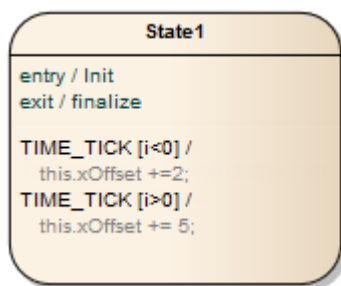 State1
entry / Init
exit / finalize
TIME_TICK [i<0] /
this.xOffset +=2;
TIME_TICK [i>0] /
this.xOffset += 5;